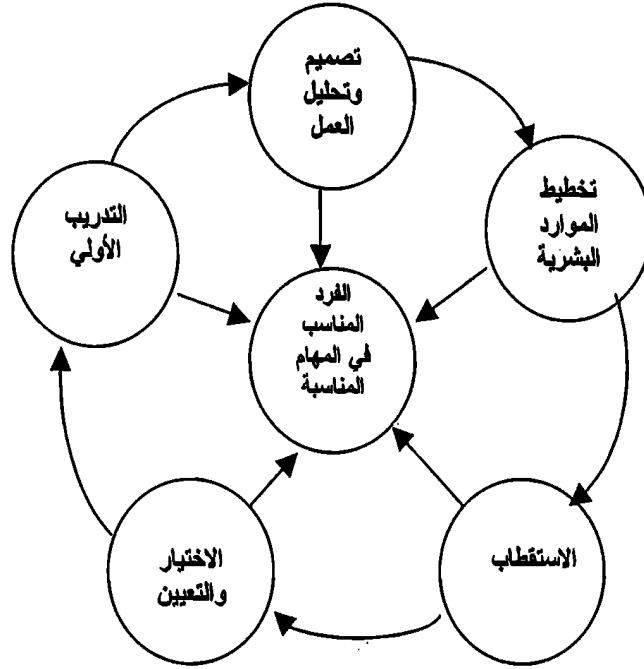 تصميم
وتحليل
العمل
تخطيط
الموارد
البشرية
التدريب
الأولي
الفرد
المناسب
في المهام
المناسبة
الاستقطاب
الاختيار
والتعيين